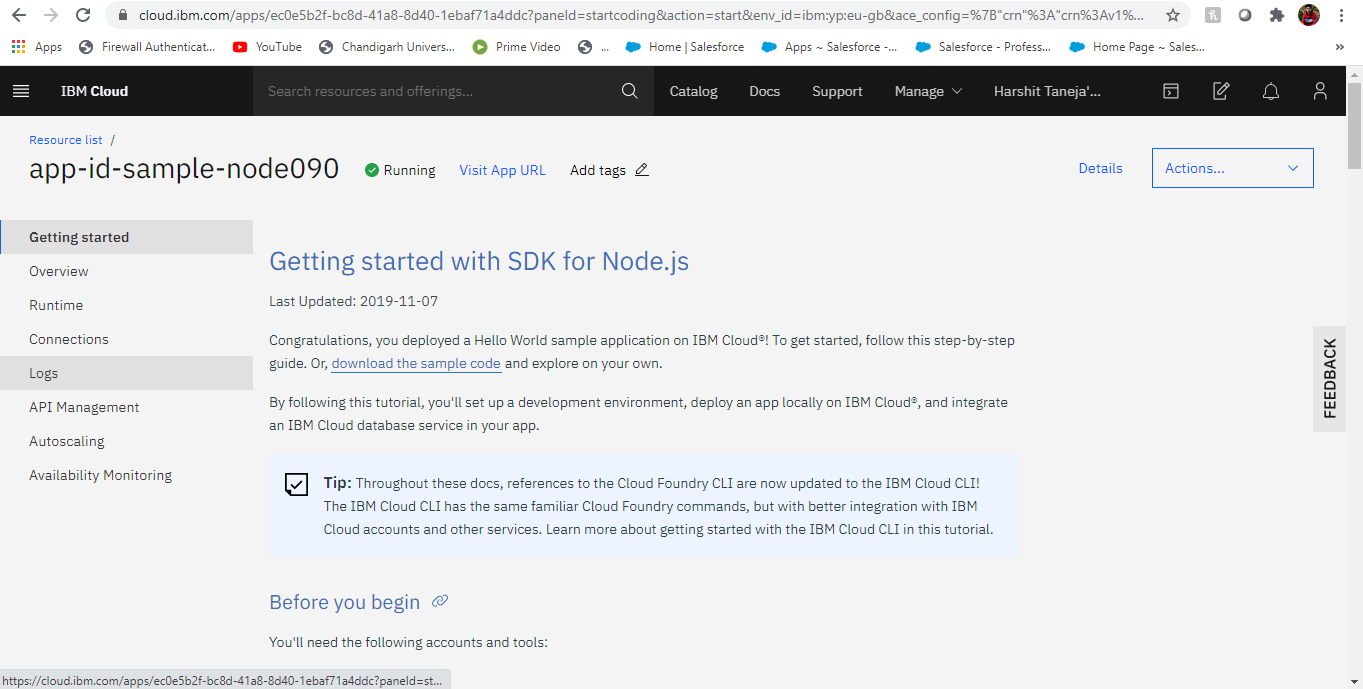 cloud.ibm.com/apps/ec0e5b2f-bc8d-41a8-8d40-1ebaf71a4ddc?paneId=startcoding&action=start&env_id=ibm:yp:eu-gb&ace_config=%7B"crn"%3A"crn%3Av1%...
Apps Firewall Authenticat... YouTube Chandigarh Univers... Prime Video ... Home | Salesforce Apps ~ Salesforce -... Salesforce - Profess... Home Page ~ Sales... »
IBM Cloud Search resources and offerings... Catalog Docs Support Manage Harshit Taneja'...
Resource list /
app-id-sample-node090 Running Visit App URL Add tags Details Actions...
Getting started
Overview
Runtime
Connections
Logs
API Management
Autoscaling
Availability Monitoring
Getting started with SDK for Node.js
Last Updated: 2019-11-07
Congratulations, you deployed a Hello World sample application on IBM Cloud®! To get started, follow this step-by-step
guide. Or, download the sample code and explore on your own.
By following this tutorial, you'll set up a development environment, deploy an app locally on IBM Cloud®, and integrate
an IBM Cloud database service in your app.
Tip: Throughout these docs, references to the Cloud Foundry CLI are now updated to the IBM Cloud CLI!
The IBM Cloud CLI has the same familiar Cloud Foundry commands, but with better integration with IBM
Cloud accounts and other services. Learn more about getting started with the IBM Cloud CLI in this tutorial.
Before you begin
You'll need the following accounts and tools:
FEEDBACK
https://cloud.ibm.com/apps/ec0e5b2f-bc8d-41a8-8d40-1ebaf71a4ddc?paneId=st...